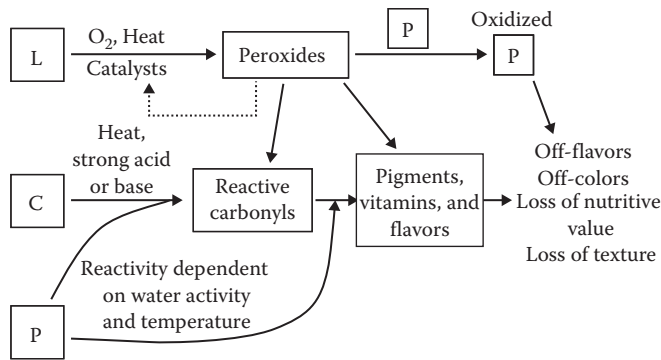 L
O2, Heat
Catalysts
Peroxides
P
Oxidized
P
Heat,
strong acid
or base
C
Reactive
carbonyls
Pigments,
vitamins, and
flavors
Off-flavors
Off-colors
Loss of nutritive
value
Loss of texture
Reactivity dependent
on water activity
and temperature
P